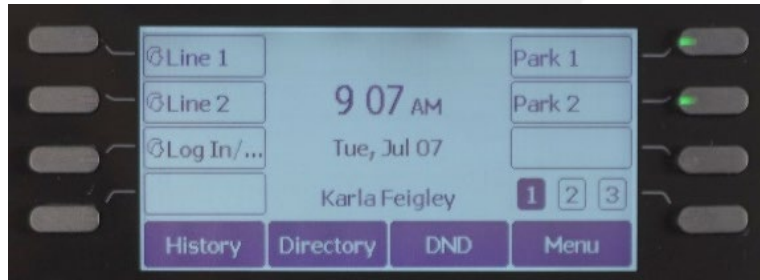 Line 1
Park 1
Line 2
9 07 AM
Park 2
Log In/...
Tue, Jul 07
Karla Feigley
1 2 3
History Directory DND Menu